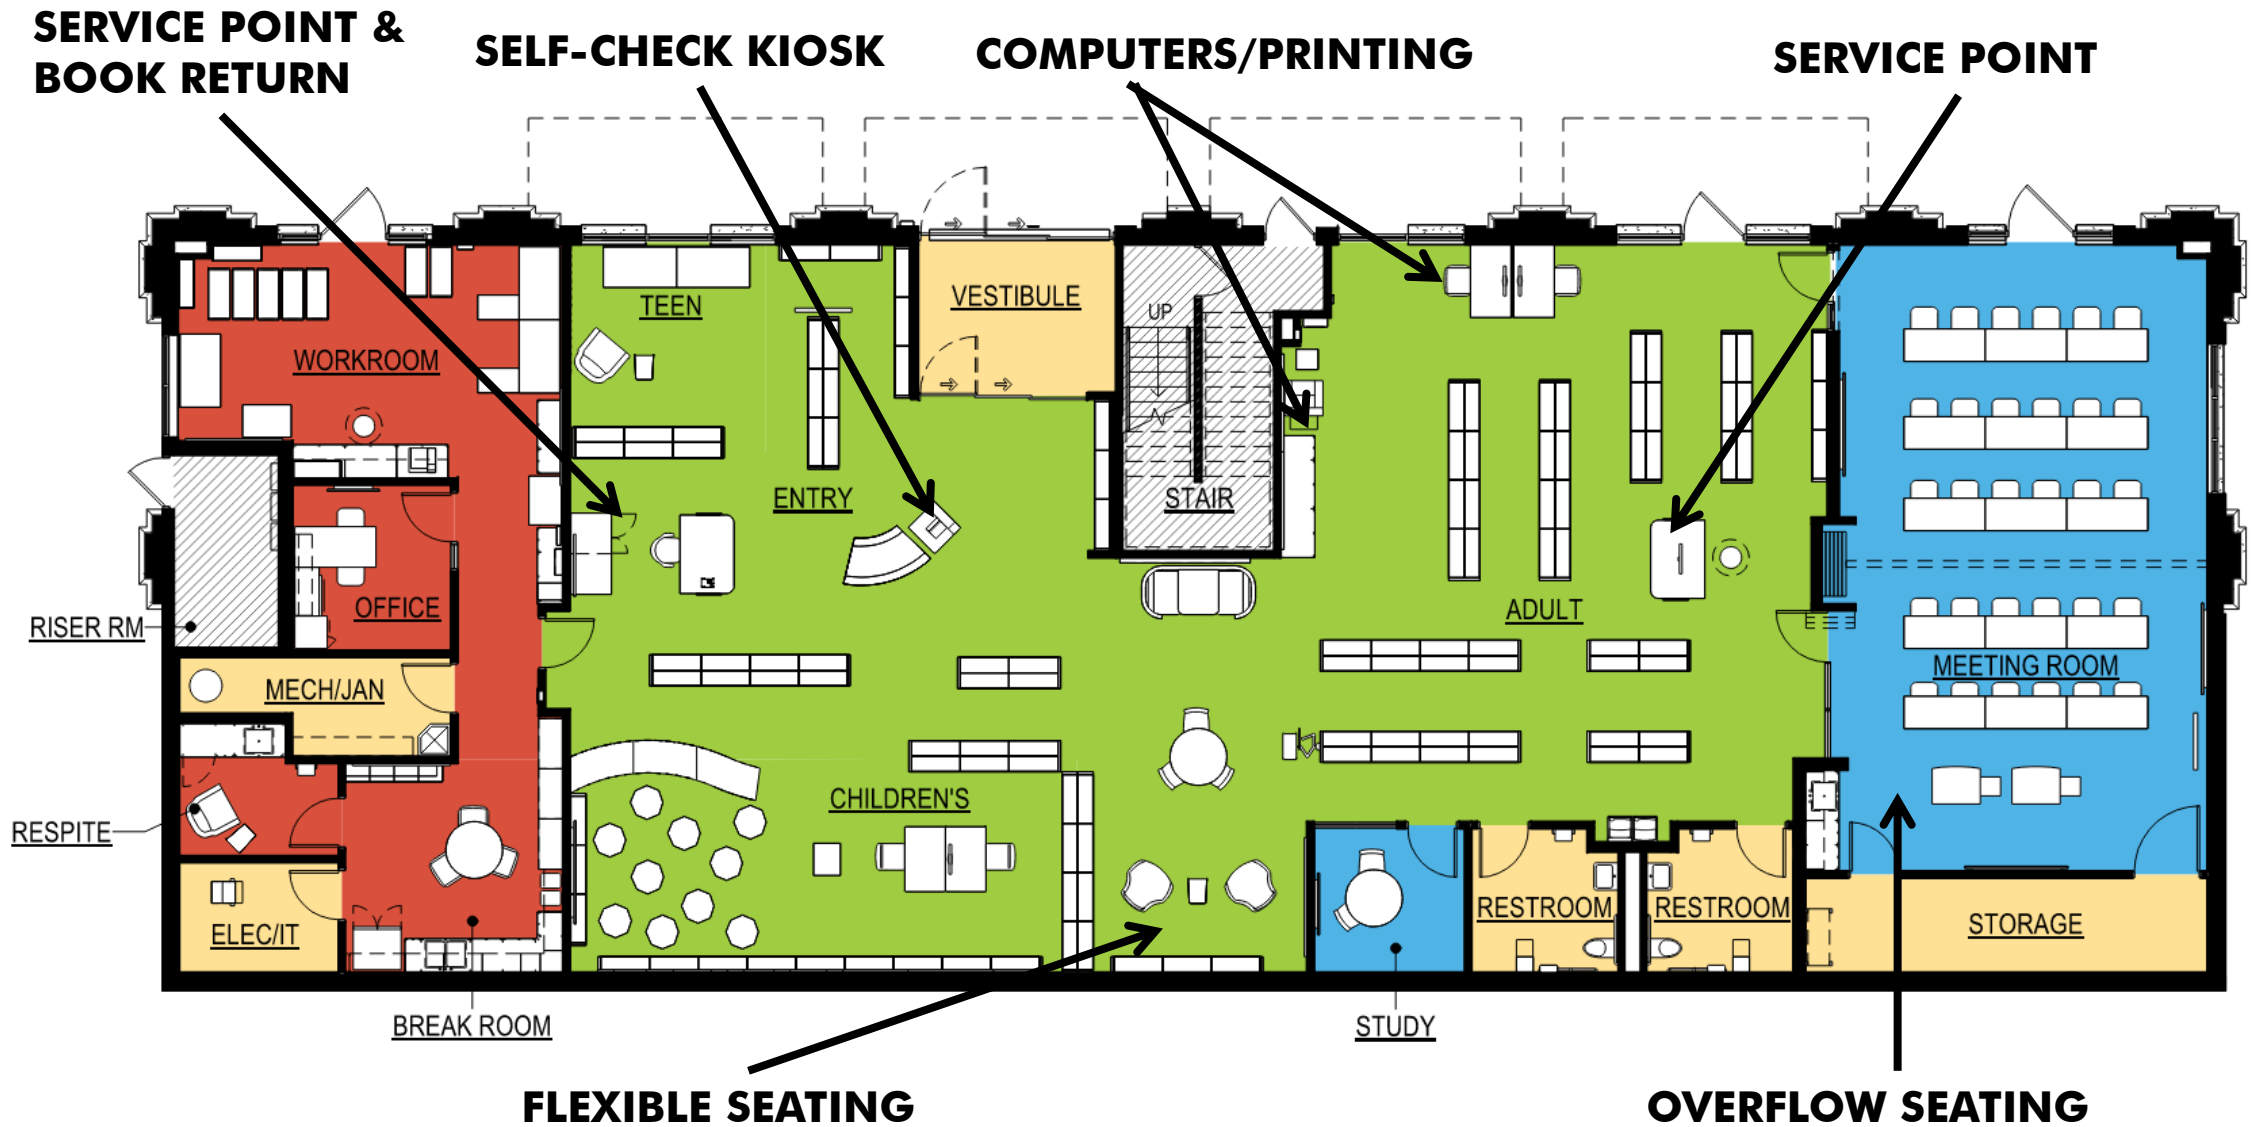 SERVICE POINT &
BOOK RETURN
SELF-CHECK KIOSK
COMPUTERS/PRINTING
SERVICE POINT
TEEN
VESTIBULE
UP
WORKROOM
ENTRY
STAIR
OFFICE
ADULT
RISER RM
MEETING ROOM
MECH/JAN
CHILDREN'S
RESPITE
RESTROOM
RESTROOM
STORAGE
ELEC/IT
BREAK ROOM
STUDY
FLEXIBLE SEATING
OVERFLOW SEATING